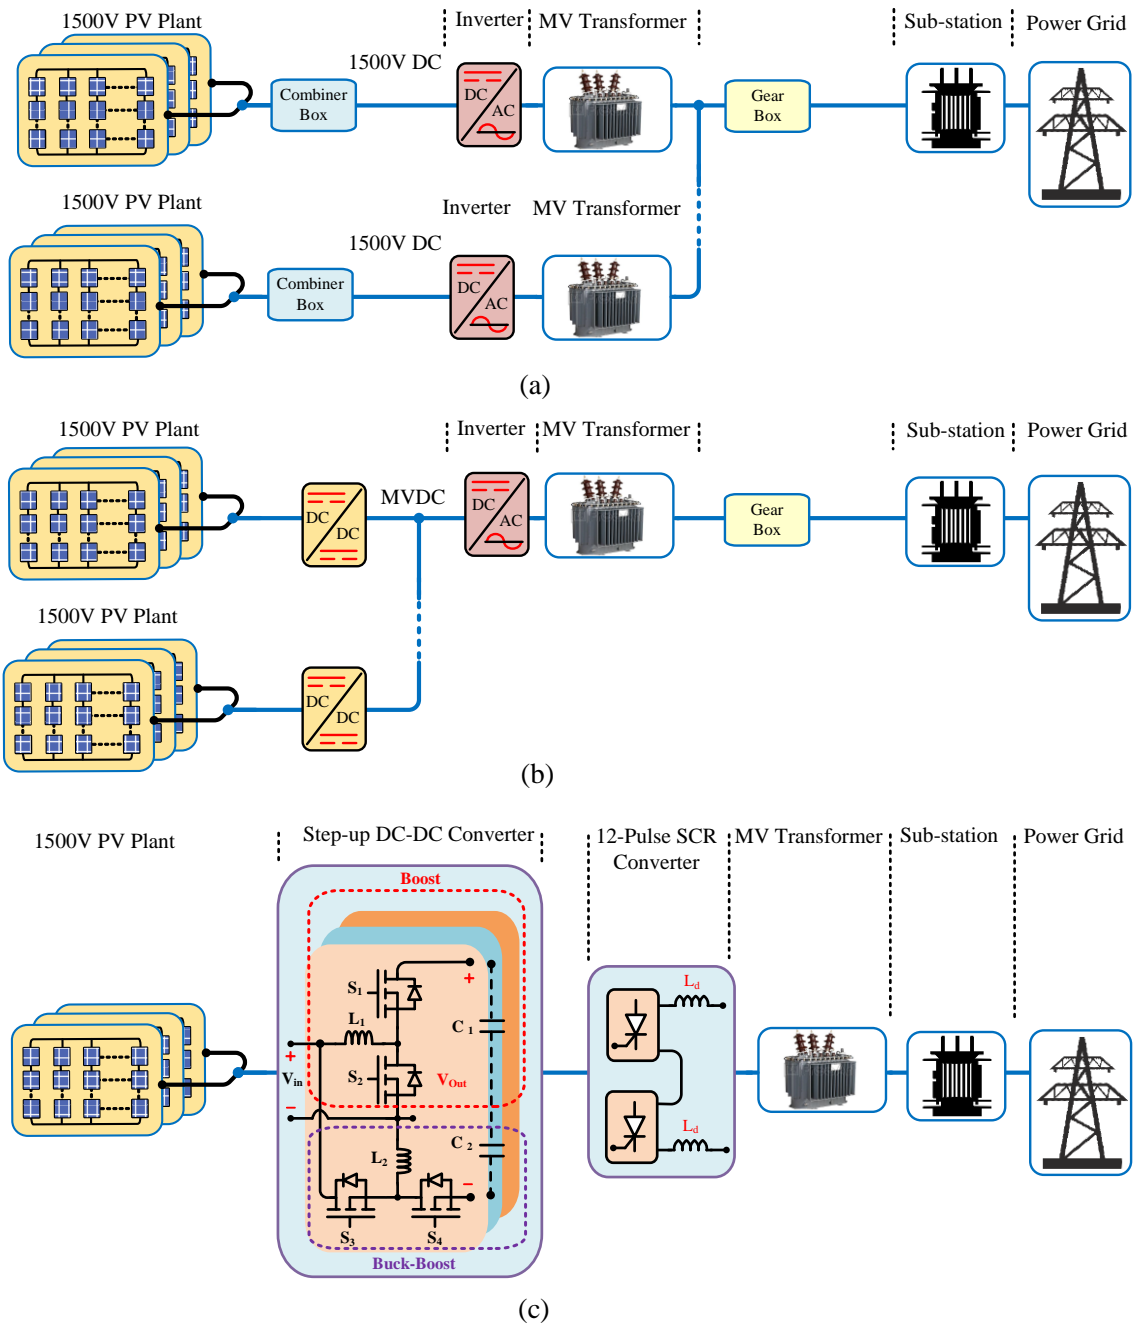 1500V PV Plant
Inverter
MV Transformer
Sub-station
Power Grid
1500V DC
Combiner
Box
DC
AC
Gear
Box
1500V PV Plant
Inverter
MV Transformer
1500V DC
Combiner
Box
DC
AC
(a)
1500V PV Plant
Inverter
MV Transformer
Sub-station
Power Grid
MVDC
DC
DC
DC
AC
Gear
Box
1500V PV Plant
DC
DC
(b)
1500V PV Plant
Step-up DC-DC Converter
12-Pulse SCR
Converter
MV Transformer
Sub-station
Power Grid
Boost
+
S1
L1
C 1
+
Vin
−
S2
VOut
C 2
L2
−
S3
S4
Buck-Boost
Ld
Ld
(c)